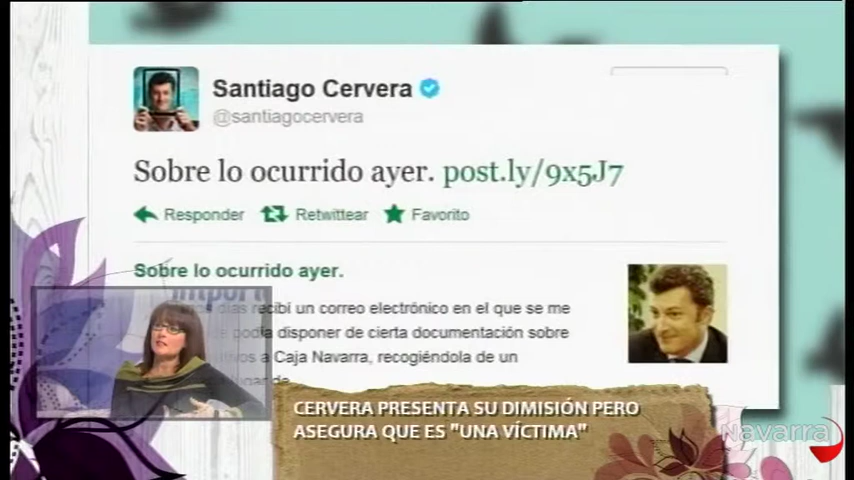 Santiago Cervera
@santiagocervera
Sobre lo ocurrido ayer. post.ly/9x5J7
Responder Retwittear Favorito
Sobre lo ocurrido ayer.
días recibí un correo electrónico en el que se me
podía disponer de cierta documentación sobre
a Caja Navarra, recogiéndola de un
CERVERA PRESENTA SU DIMISIÓN PERO
ASEGURA QUE ES "UNA VÍCTIMA"
Navarra